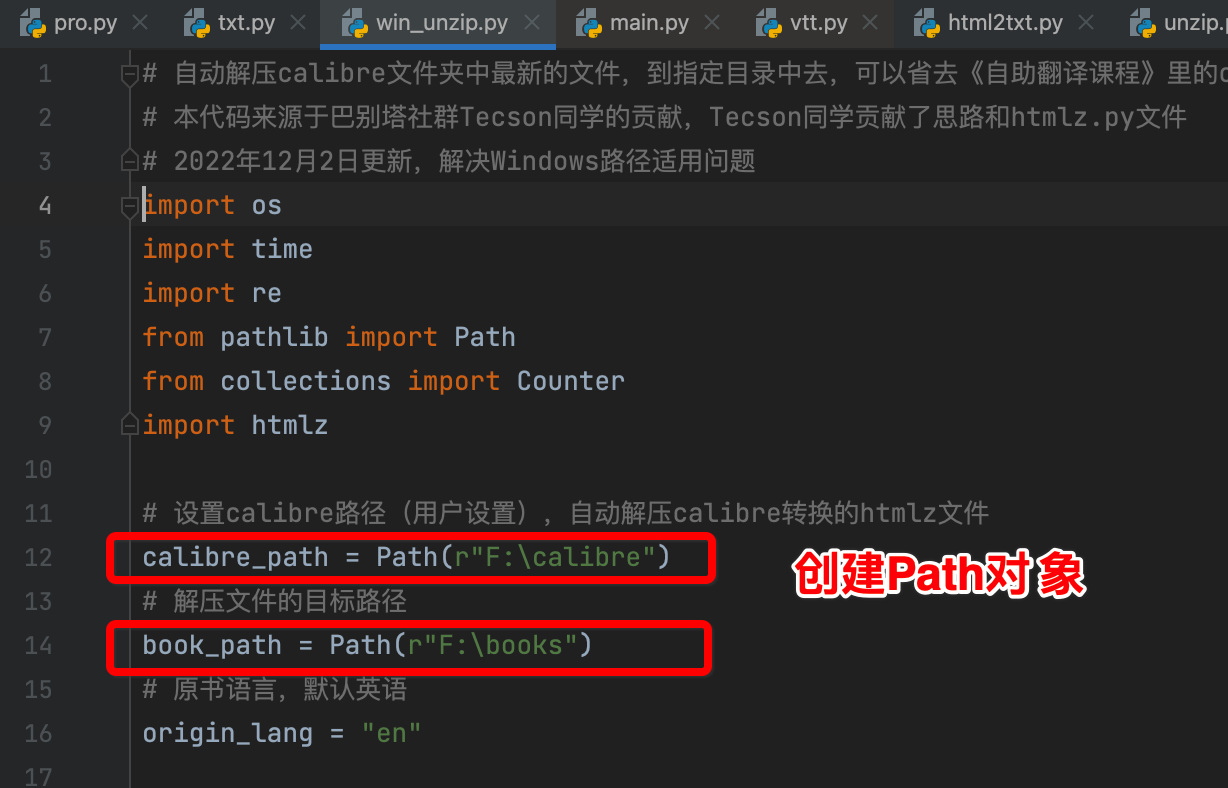 pro.py txt.py win_unzip.py main.py vtt.py html2txt.py unzip.p
1 # 自动解压calibre文件夹中最新的文件，到指定目录中去，可以省去《自助翻译课程》里的c
2 # 本代码来源于巴别塔社群Tecson同学的贡献，Tecson同学贡献了思路和htmlz.py文件
3 # 2022年12月2日更新，解决Windows路径适用问题
4 import os
5 import time
6 import re
7 from pathlib import Path
8 from collections import Counter
9 import htmlz
10
11 # 设置calibre路径（用户设置），自动解压calibre转换的htmlz文件
12 calibre_path = Path(r"F:\calibre")
创建Path对象
13 # 解压文件的目标路径
14 book_path = Path(r"F:\books")
15 # 原书语言，默认英语
16 origin_lang = "en"
17